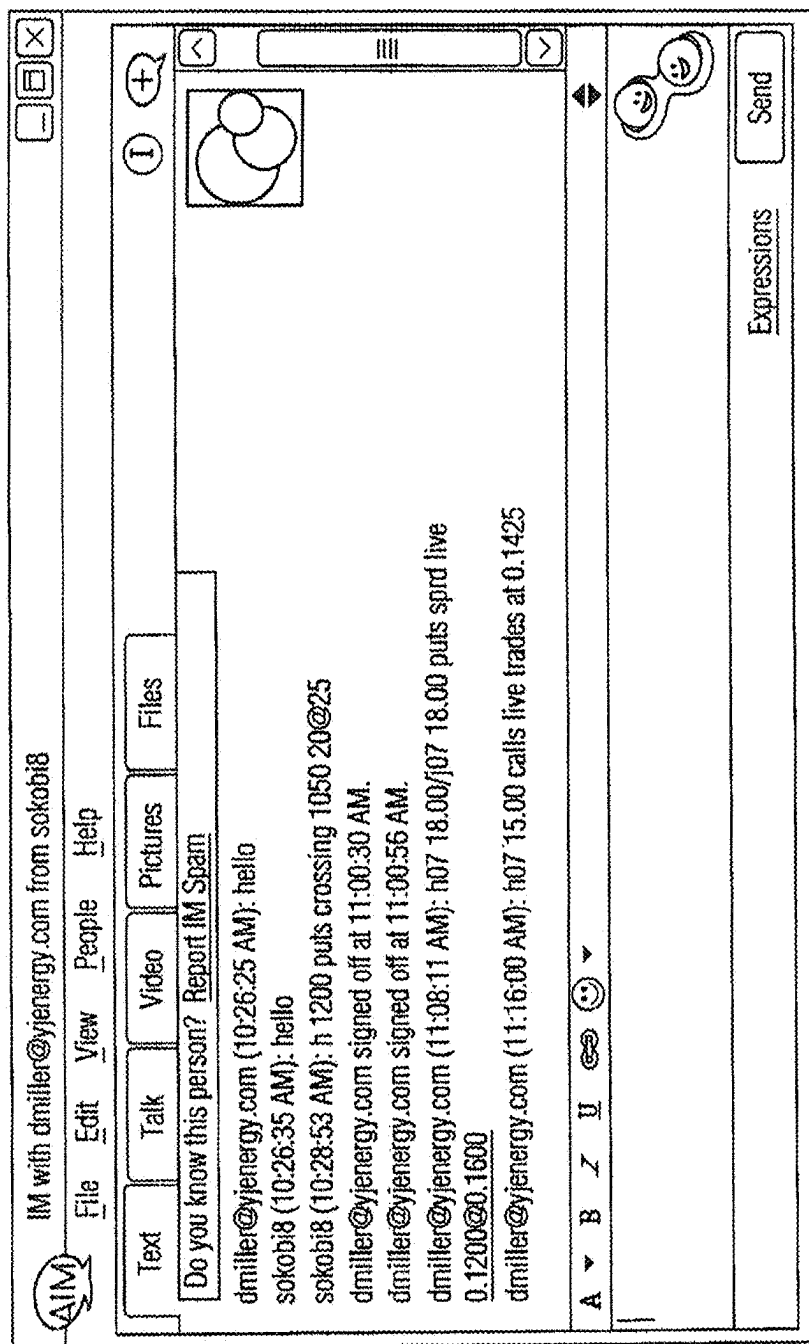 AIM
IM with dmiller@yjenergy.com from sokobi8
File Edit View People Help
Text Talk Video Pictures Files
Do you know this person? Report IM Spam
dmiller@yjenergy.com (10:26:25 AM): hello
sokobi8 (10:26:35 AM): hello
sokobi8 (10:28:53 AM): h 1200 puts crossing 1050 20@25
dmiller@yjenergy.com signed off at 11:00:30 AM.
dmiller@yjenergy.com signed off at 11:00:56 AM.
dmiller@yjenergy.com (11:08:11 AM): h07 18.00/j07 18.00 puts sprd live
0.1200@0.1600
dmiller@yjenergy.com (11:16:00 AM): h07 15.00 calls live trades at 0.1425
A B I U
Expressions Send